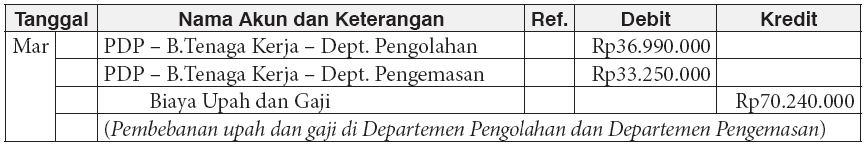 Tanggal Nama Akun dan Keterangan Ref. Debit Kredit
Mar PDP – B.Tenaga Kerja – Dept. Pengolahan Rp36.990.000
PDP – B.Tenaga Kerja – Dept. Pengemasan Rp33.250.000
Biaya Upah dan Gaji Rp70.240.000
(Pembebanan upah dan gaji di Departemen Pengolahan dan Departemen Pengemasan)